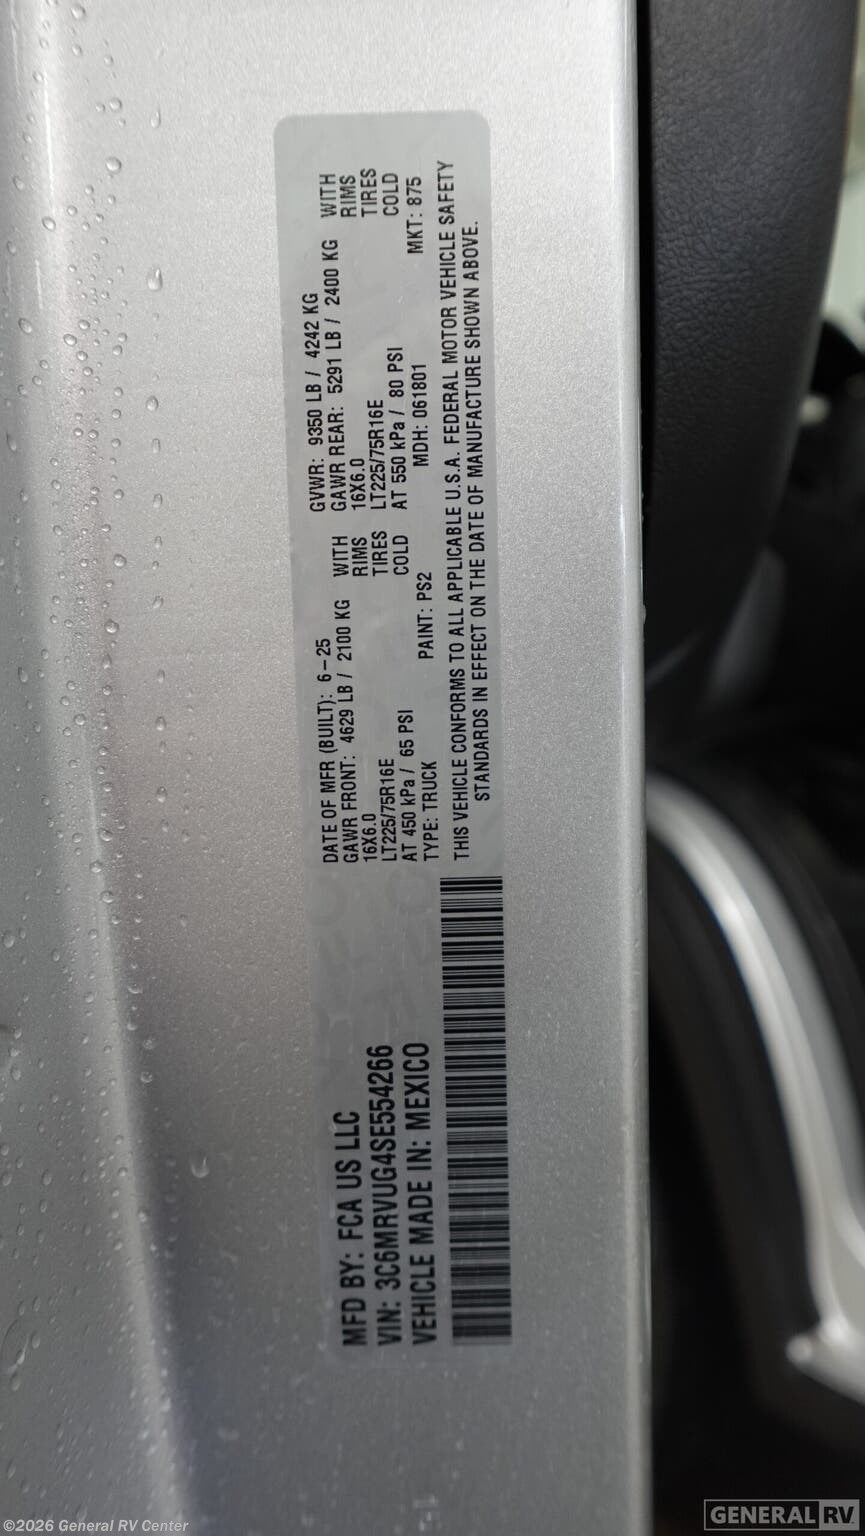 MFD BY: FCA US LLC
VIN: 3C6MRVUG4SE554266
VEHICLE MADE IN: MEXICO
DATE OF MFR (BUILT): 6-25 GVWR: 9350 LB / 4242 KG
GAWR FRONT: 4629 LB / 2100 KG WITH GAWR REAR: 5291 LB / 2400 KG WITH
16X6.0 RIMS 16X6.0 RIMS
LT225/75R16E TIRES LT225/75R16E TIRES
AT 450 kPa / 65 PSI COLD AT 550 kPa / 80 PSI COLD
TYPE: TRUCK PAINT: PS2 MDH: 061801 MKT: 875
THIS VEHICLE CONFORMS TO ALL APPLICABLE U.S.A. FEDERAL MOTOR VEHICLE SAFETY
STANDARDS IN EFFECT ON THE DATE OF MANUFACTURE SHOWN ABOVE.
©2026 General RV Center
GENERAL RV